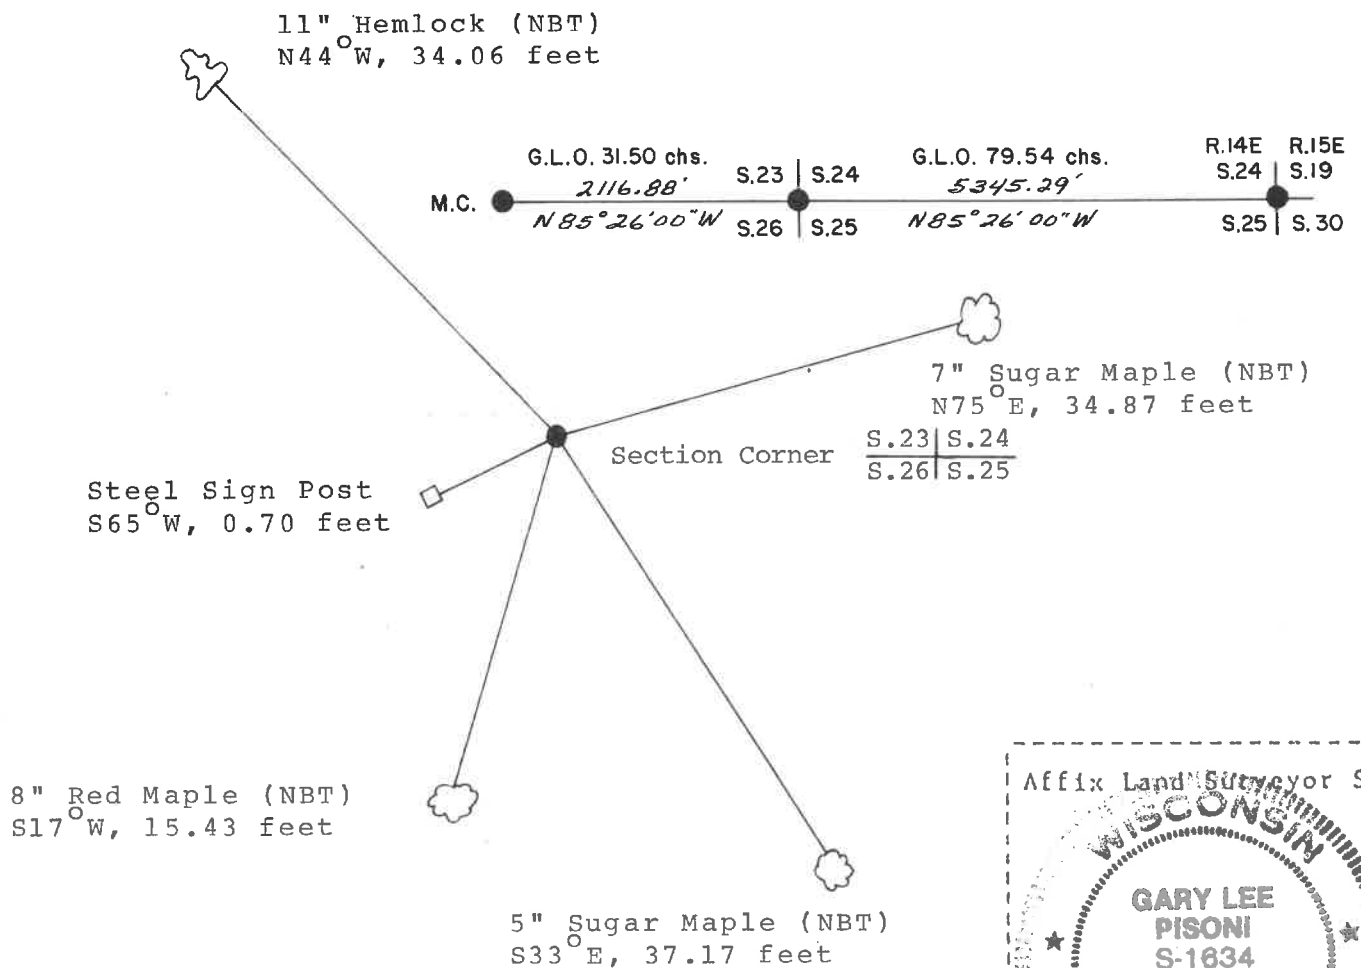 11" Hemlock (NBT)
N44°W, 34.06 feet
G.L.O. 31.50 chs.
2116.88'
N85°26'00"W
M.C.
S.23 | S.24
S.26 | S.25
G.L.O. 79.54 chs.
5345.29'
N85°26'00"W
R.14E R.15E
S.24 | S.19
S.25 | S.30
7" Sugar Maple (NBT)
N75°E, 34.87 feet
Section Corner
S.23 | S.24
S.26 | S.25
Steel Sign Post
S65°W, 0.70 feet
8" Red Maple (NBT)
S17°W, 15.43 feet
5" Sugar Maple (NBT)
S33°E, 37.17 feet
Affix Land Surveyor S
WISCONSIN
GARY LEE
PISONI
S-1634